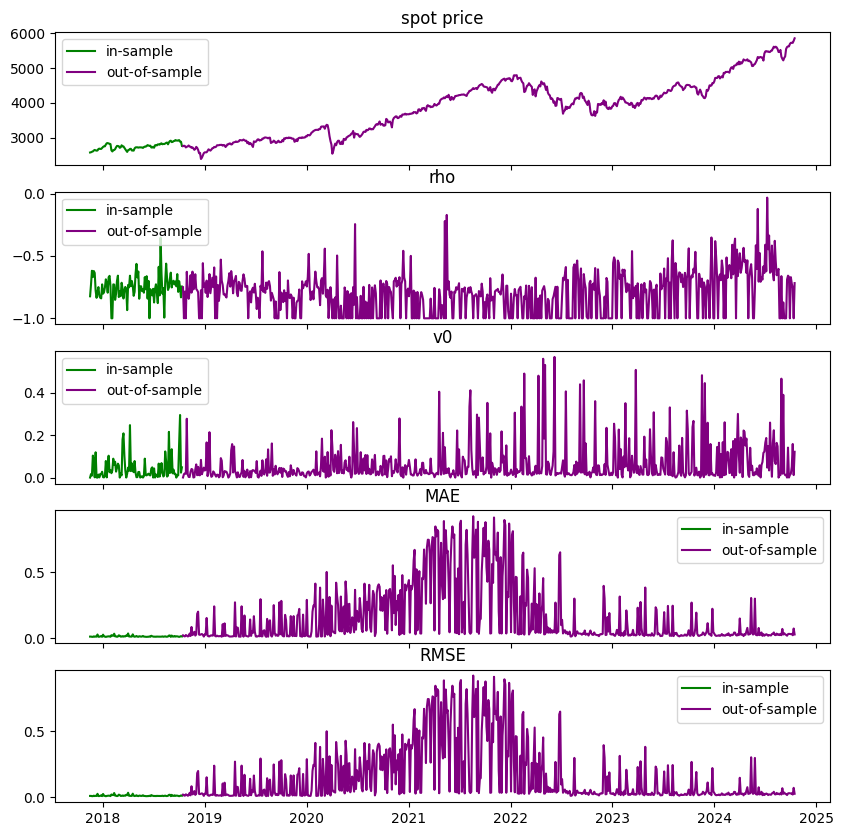 spot price
6000
5000
4000
3000
in-sample
out-of-sample
rho
0.0
−0.5
−1.0
in-sample
out-of-sample
v0
0.4
0.2
0.0
in-sample
out-of-sample
MAE
0.5
0.0
in-sample
out-of-sample
RMSE
0.5
0.0
in-sample
out-of-sample
2018 2019 2020 2021 2022 2023 2024 2025